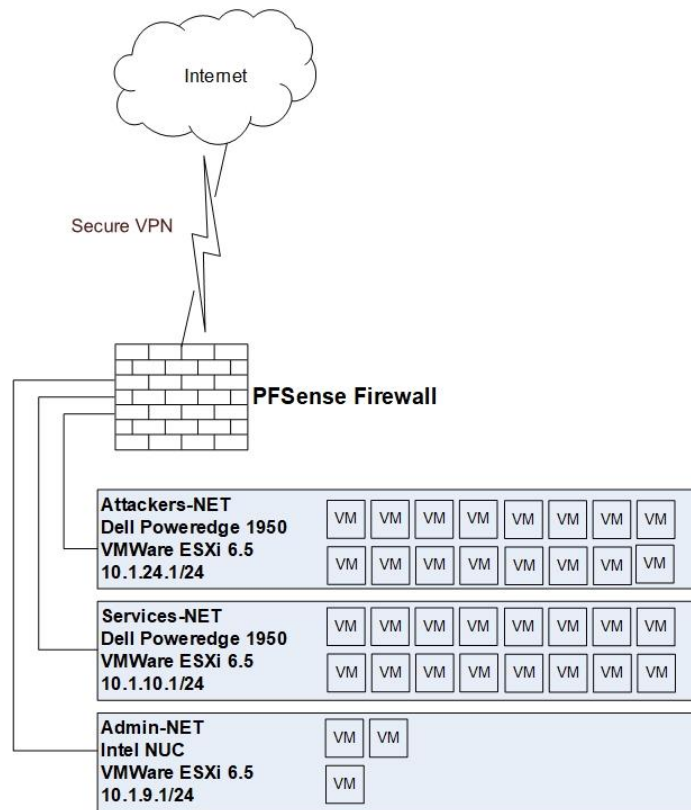 Internet
Secure VPN
PFSense Firewall
Attackers-NET
Dell Poweredge 1950
VMWare ESXi 6.5
10.1.24.1/24
VM VM VM VM VM VM VM VM
VM VM VM VM VM VM VM VM
Services-NET
Dell Poweredge 1950
VMWare ESXi 6.5
10.1.10.1/24
VM VM VM VM VM VM VM VM
VM VM VM VM VM VM VM VM
Admin-NET
Intel NUC
VMWare ESXi 6.5
10.1.9.1/24
VM VM
VM